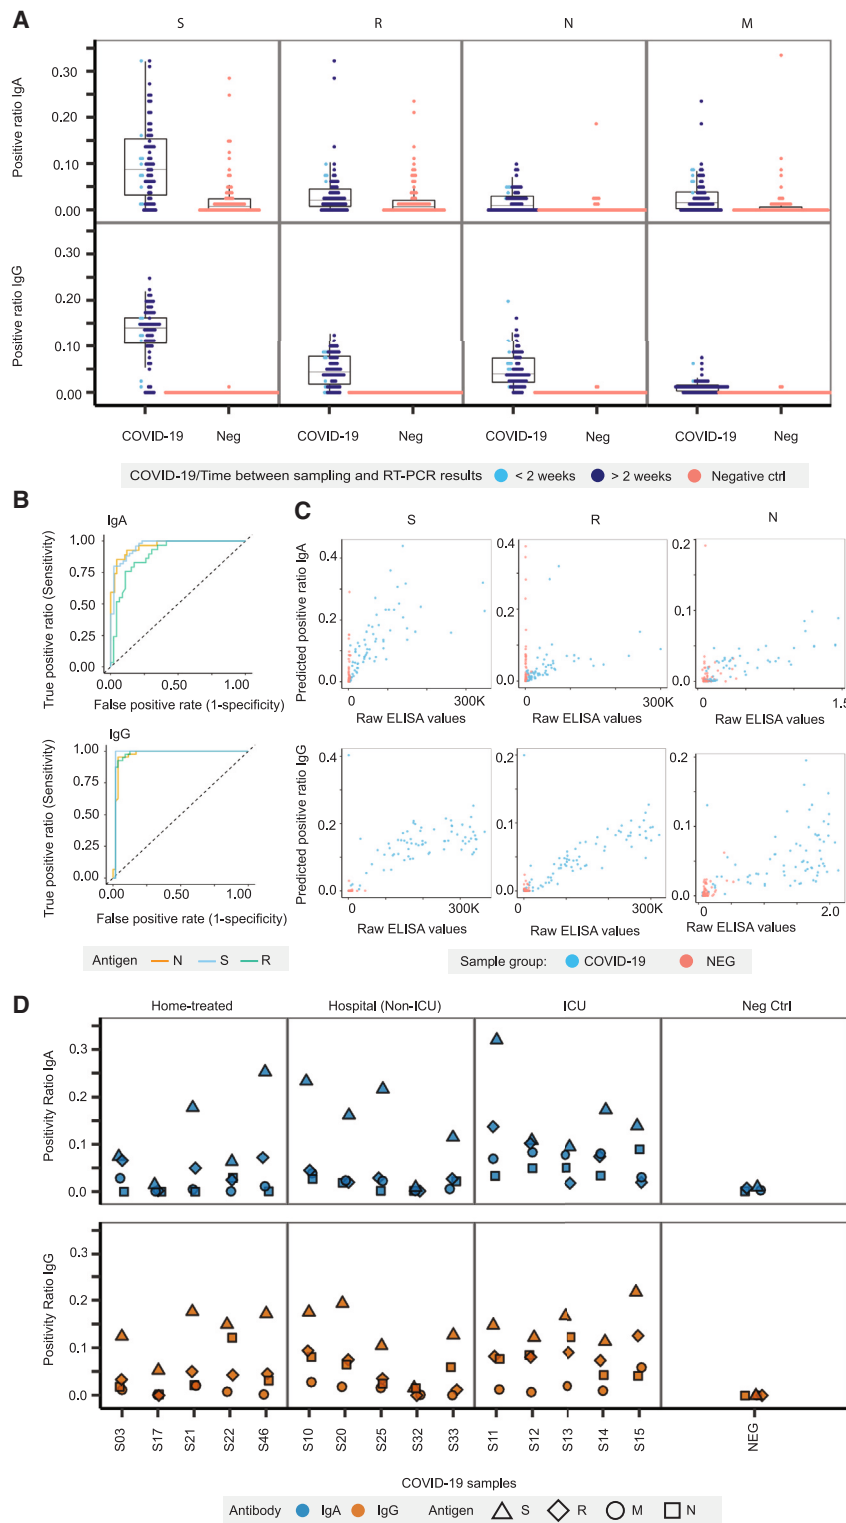 A
S R N M
Positive ratio IgA
0.30
0.20
0.10
0.00
Positive ratio IgG
0.30
0.20
0.10
0.00
COVID-19 Neg COVID-19 Neg COVID-19 Neg COVID-19 Neg
COVID-19/Time between sampling and RT-PCR results < 2 weeks > 2 weeks Negative ctrl
B
IgA
True positive ratio (Sensitivity)
1.00
0.75
0.50
0.25
0.00
0.00 0.50 1.00
False positive rate (1-specificity)
IgG
True positive ratio (Sensitivity)
1.00
0.75
0.50
0.25
0.00
0.00 0.50 1.00
False positive rate (1-specificity)
Antigen N S R
C
S R N
Predicted positive ratio IgA
0.4
0.2
0.0
0 300K
Raw ELISA values
0.4
0.2
0.0
0 300K
Raw ELISA values
0.2
0.1
0.0
0 1.5
Raw ELISA values
Predicted positive ratio IgG
0.4
0.2
0.0
0 300K
Raw ELISA values
0.2
0.1
0.0
0 300K
Raw ELISA values
0.2
0.1
0.0
0.0 2.0
Raw ELISA values
Sample group: COVID-19 NEG
D
Home-treated Hospital (Non-ICU) ICU Neg Ctrl
Positivity Ratio IgA
0.3
0.2
0.1
0.0
Positivity Ratio IgG
0.3
0.2
0.1
0.0
S03 S17 S21 S22 S46 S10 S20 S25 S32 S33 S11 S12 S13 S14 S15 NEG
COVID-19 samples
Antibody IgA IgG Antigen S R M N